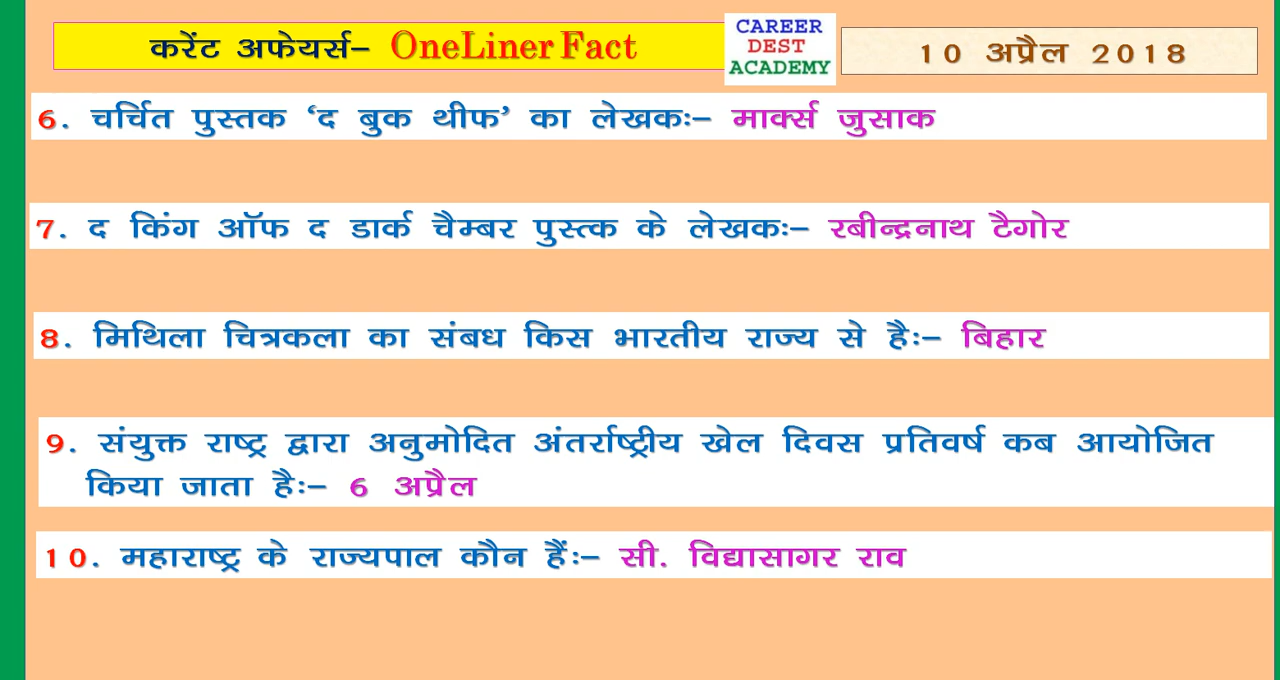 करेंट अफेयर्स– OneLiner Fact
CAREER
DEST
ACADEMY
10 अप्रैल 2018
6. चर्चित पुस्तक ‘द बुक थीफ’ का लेखकः– मार्क्स जुसाक
7. द किंग ऑफ द डार्क चैम्बर पुस्त्क के लेखकः– रबीन्द्रनाथ टैगोर
8. मिथिला चित्रकला का संबध किस भारतीय राज्य से हैः– बिहार
9. संयुक्त राष्ट्र द्वारा अनुमोदित अंतर्राष्ट्रीय खेल दिवस प्रतिवर्ष कब आयोजित
किया जाता हैः– 6 अप्रैल
10. महाराष्ट्र के राज्यपाल कौन हैंः– सी. विद्यासागर राव